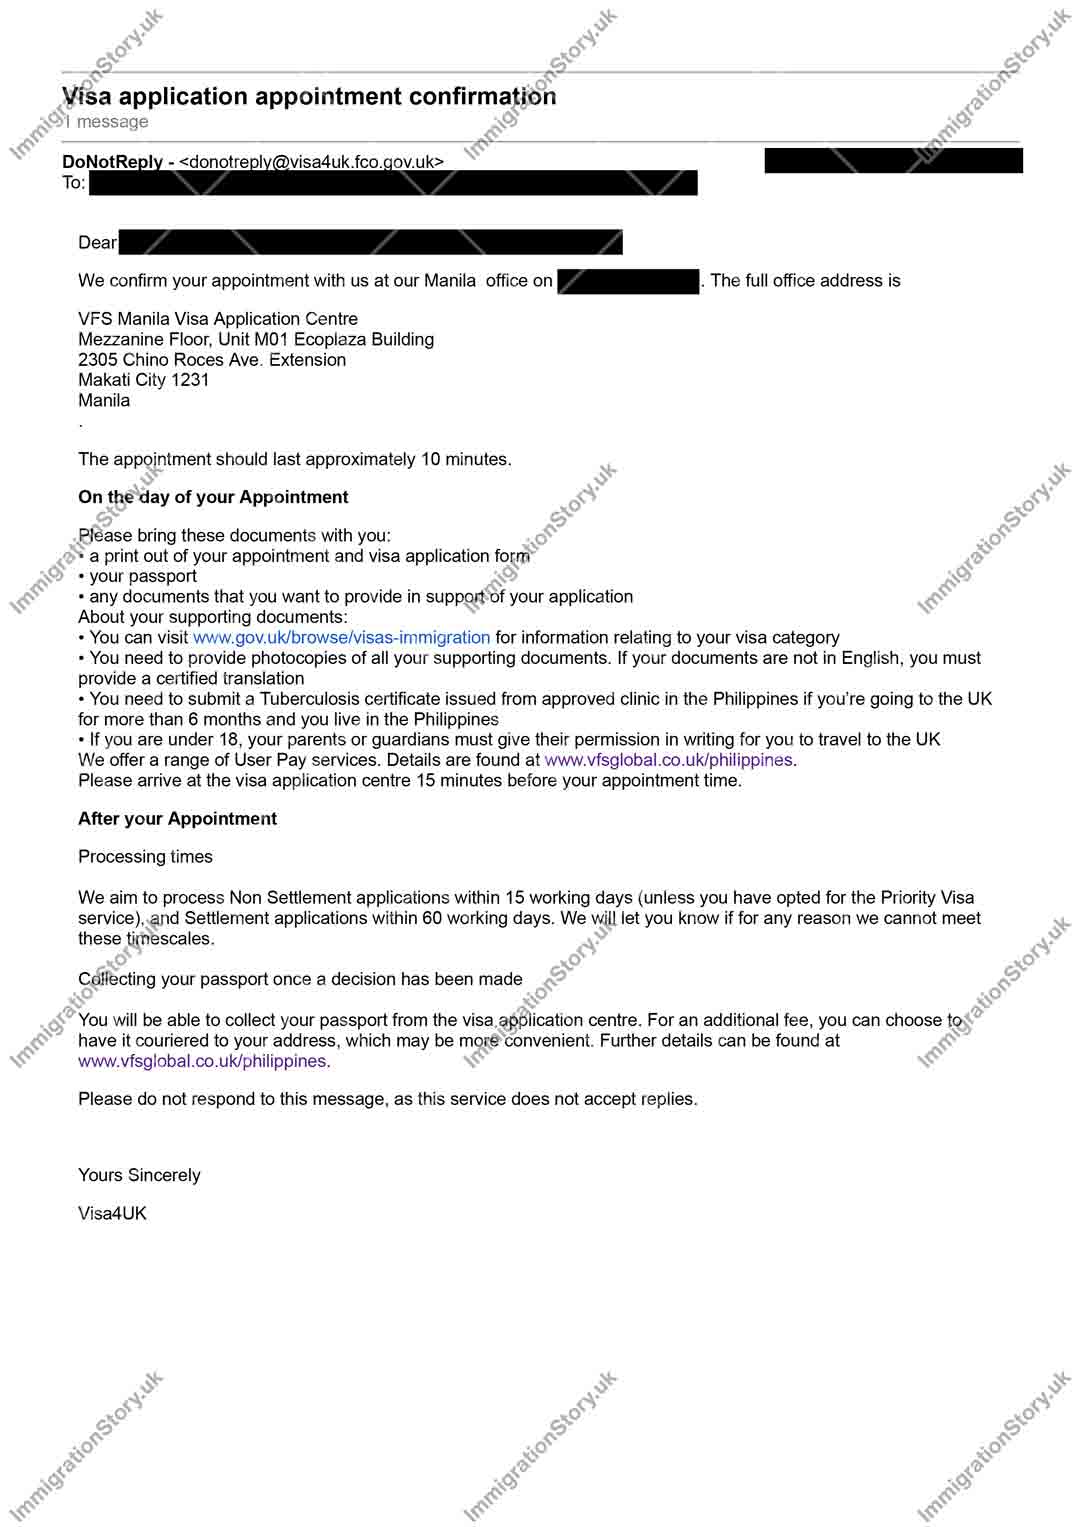 Visa application appointment confirmation
1 message
DoNotReply - <donotreply@visa4uk.fco.gov.uk>
To:
Dear
We confirm your appointment with us at our Manila  office on . The full office address is
VFS Manila Visa Application Centre
Mezzanine Floor, Unit M01 Ecoplaza Building
2305 Chino Roces Ave. Extension
Makati City 1231
Manila
.
The appointment should last approximately 10 minutes.
On the day of your Appointment
Please bring these documents with you:
• a print out of your appointment and visa application form
• your passport
• any documents that you want to provide in support of your application
About your supporting documents:
• You can visit www.gov.uk/browse/visas-immigration for information relating to your visa category
• You need to provide photocopies of all your supporting documents. If your documents are not in English, you must
provide a certified translation
• You need to submit a Tuberculosis certificate issued from approved clinic in the Philippines if you're going to the UK
for more than 6 months and you live in the Philippines
• If you are under 18, your parents or guardians must give their permission in writing for you to travel to the UK
We offer a range of User Pay services. Details are found at www.vfsglobal.co.uk/philippines.
Please arrive at the visa application centre 15 minutes before your appointment time.
After your Appointment
Processing times
We aim to process Non Settlement applications within 15 working days (unless you have opted for the Priority Visa
service), and Settlement applications within 60 working days. We will let you know if for any reason we cannot meet
these timescales.
Collecting your passport once a decision has been made
You will be able to collect your passport from the visa application centre. For an additional fee, you can choose to
have it couriered to your address, which may be more convenient. Further details can be found at
www.vfsglobal.co.uk/philippines.
Please do not respond to this message, as this service does not accept replies.
Yours Sincerely
Visa4UK
ImmigrationStory.uk
ImmigrationStory.uk
ImmigrationStory.uk
ImmigrationStory.uk
ImmigrationStory.uk
ImmigrationStory.uk
ImmigrationStory.uk
ImmigrationStory.uk
ImmigrationStory.uk
ImmigrationStory.uk
ImmigrationStory.uk
ImmigrationStory.uk